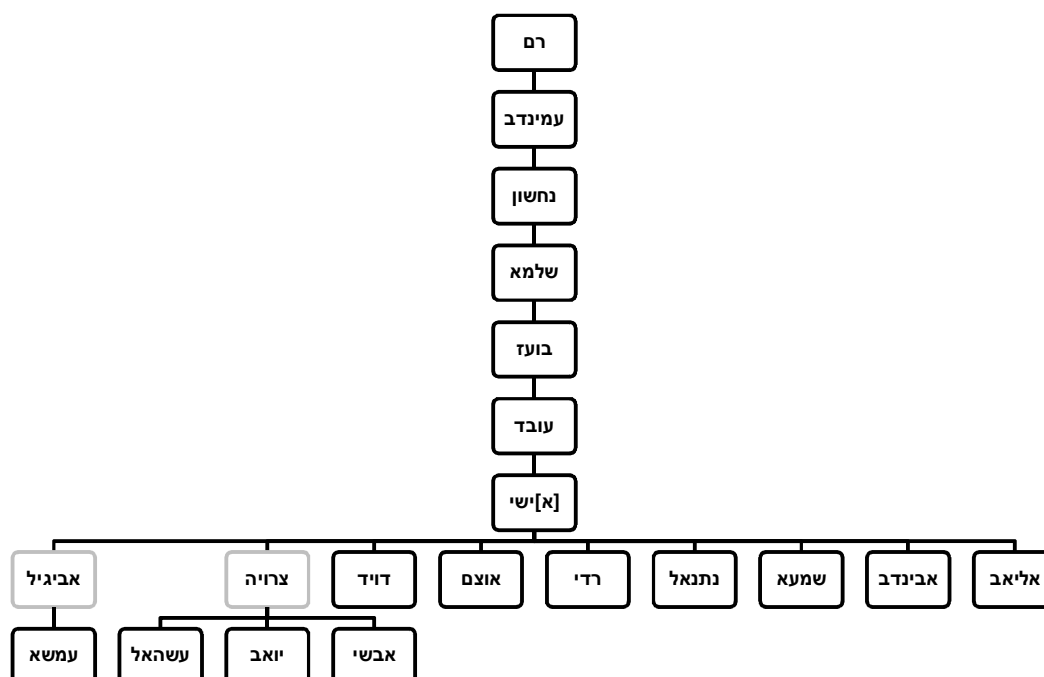 רם
עמינדב
נחשון
שלמא
בועז
עובד
[א]ישי
אליאב
אבינדב
שמעא
נתנאל
רדי
אוצם
דויד
צרויה
אביגיל
אבשי
יואב
עשהאל
עמשא